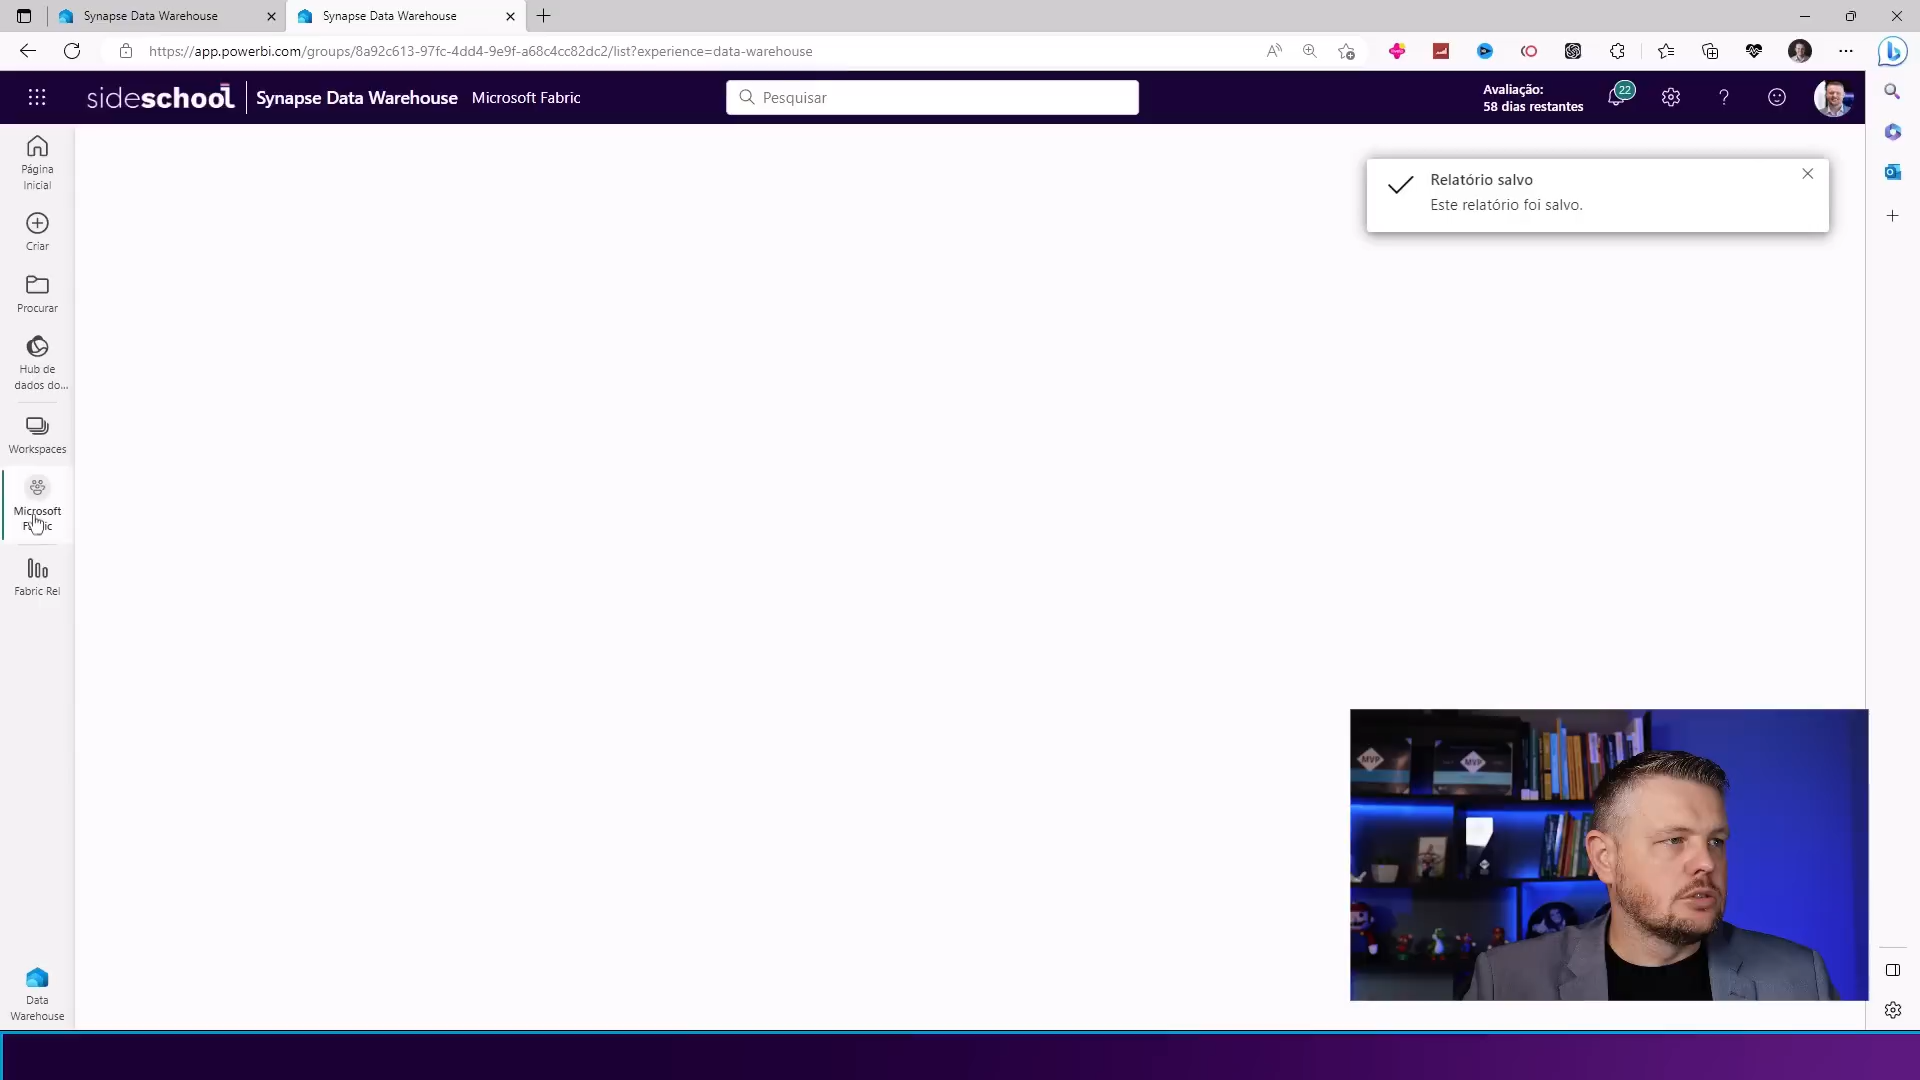 Synapse Data Warehouse
Synapse Data Warehouse
https://app.powerbi.com/groups/8a92c613-97fc-4dd4-9e9f-a68c4cc82dc2/list?experience=data-warehouse
sideschool
Synapse Data Warehouse
Microsoft Fabric
Pesquisar
Avaliação:
58 dias restantes
22
Página
Inicial
Criar
Procurar
Hub de
dados do...
Workspaces
Microsoft
Fabric Rel
Data
Warehouse
Relatório salvo
Este relatório foi salvo.
MVP
MVP